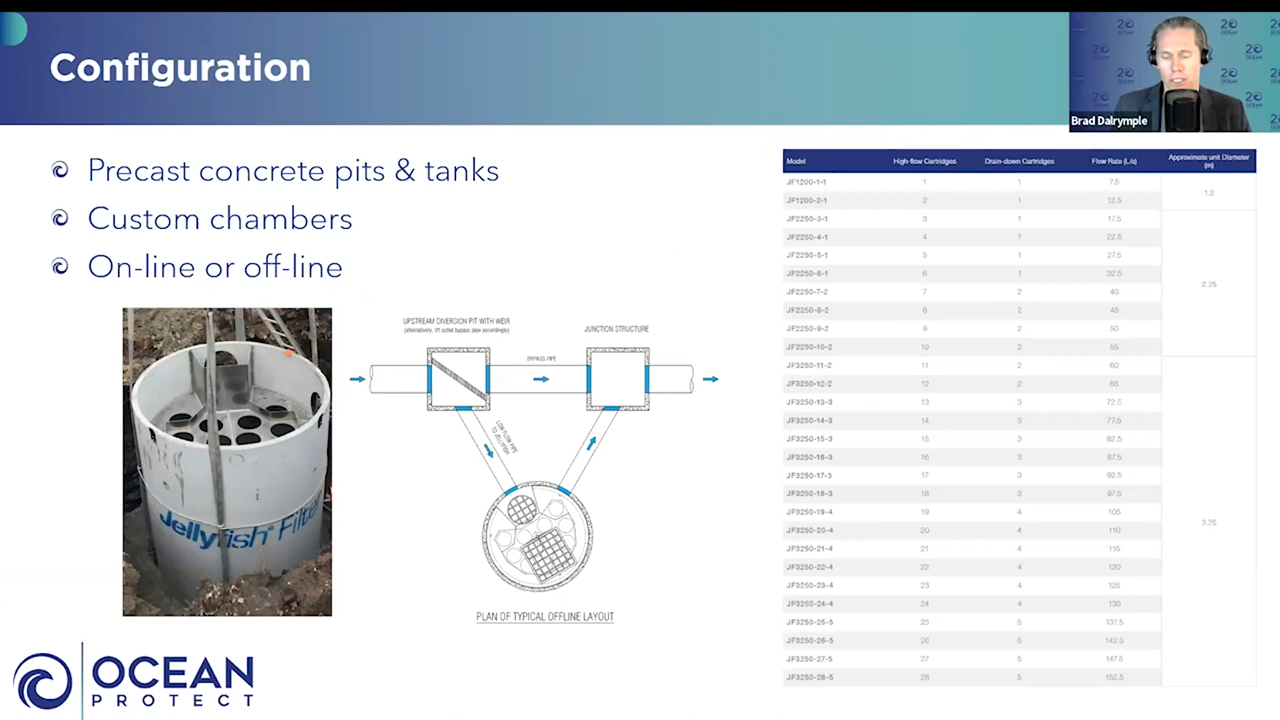 Configuration
Brad Dalrymple
Precast concrete pits & tanks
Custom chambers
On-line or off-line
Jellyfish Filter
UPSTREAM DIVERSION PIT WITH WEIR
(alternatively, lift outlet bypass pipe accordingly)
JUNCTION STRUCTURE
BYPASS PIPE
LOW FLOW PIPE
TO JELLYFISH
PLAN OF TYPICAL OFFLINE LAYOUT
Model High-flow Cartridges Drain-down Cartridges Flow Rate (L/s) Approximate unit Diameter (m)
JF1200-1-1 1 1 7.5 1.2
JF1200-2-1 2 1 12.5
JF2250-3-1 3 1 17.5
JF2250-4-1 4 1 22.5
JF2250-5-1 5 1 27.5
JF2250-6-1 6 1 32.5
JF2250-7-2 7 2 40 2.25
JF2250-8-2 8 2 45
JF2250-9-2 9 2 50
JF2250-10-2 10 2 55
JF3250-11-2 11 2 60
JF3250-12-2 12 2 65
JF3250-13-3 13 3 72.5
JF3250-14-3 14 3 77.5
JF3250-15-3 15 3 82.5
JF3250-16-3 16 3 87.5
JF3250-17-3 17 3 92.5
JF3250-18-3 18 3 97.5
JF3250-19-4 19 4 105 3.25
JF3250-20-4 20 4 110
JF3250-21-4 21 4 115
JF3250-22-4 22 4 120
JF3250-23-4 23 4 125
JF3250-24-4 24 4 130
JF3250-25-5 25 5 137.5
JF3250-26-5 26 5 142.5
JF3250-27-5 27 5 147.5
JF3250-28-5 28 5 152.5
OCEAN
PROTECT